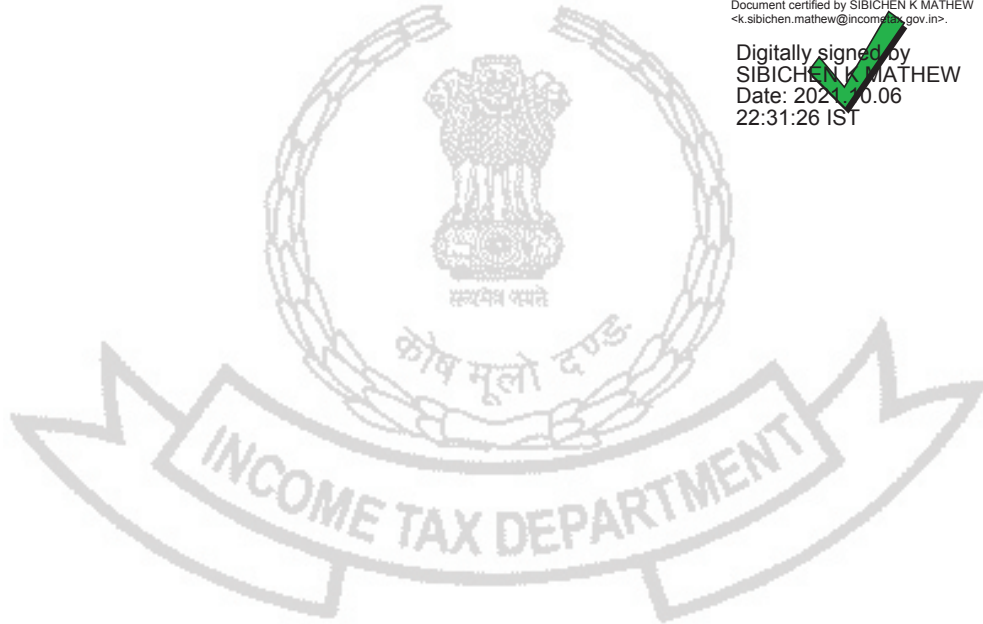 Document certified by SIBICHEN K MATHEW
<k.sibichen.mathew@incometax.gov.in>.
Digitally signed by
SIBICHEN K MATHEW
Date: 2021.10.06
22:31:26 IST
सत्यमेव जयते
कोष मूलो दण्डः
INCOME TAX DEPARTMENT